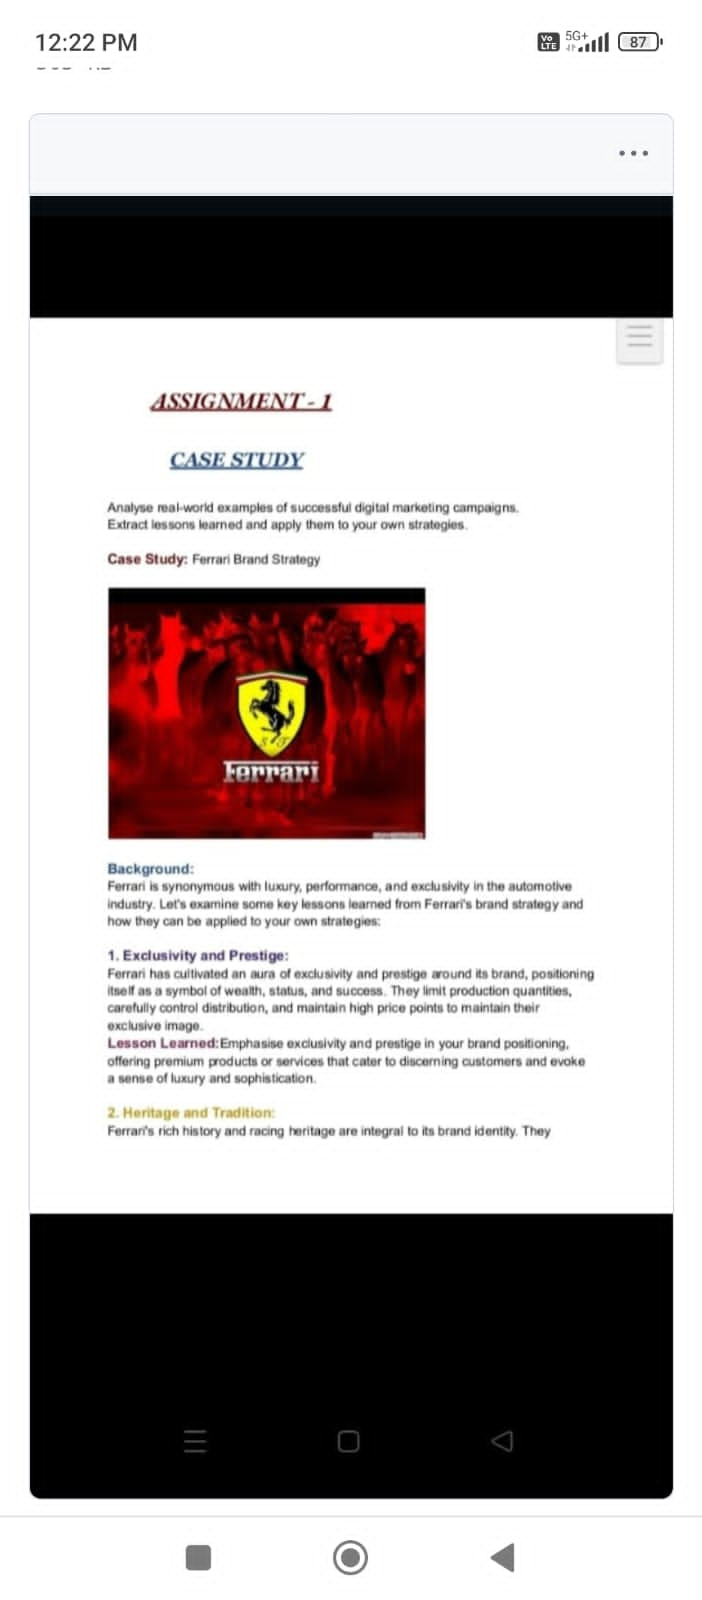 12:22 PM
Vo LTE 5G+ 87
ASSIGNMENT - 1
CASE STUDY
Analyse real-world examples of successful digital marketing campaigns.
Extract lessons learned and apply them to your own strategies.
Case Study: Ferrari Brand Strategy
S F
Ferrari
Background:
Ferrari is synonymous with luxury, performance, and exclusivity in the automotive
industry. Let's examine some key lessons learned from Ferrari's brand strategy and
how they can be applied to your own strategies:
1. Exclusivity and Prestige:
Ferrari has cultivated an aura of exclusivity and prestige around its brand, positioning
itself as a symbol of wealth, status, and success. They limit production quantities,
carefully control distribution, and maintain high price points to maintain their
exclusive image.
Lesson Learned:Emphasise exclusivity and prestige in your brand positioning,
offering premium products or services that cater to discerning customers and evoke
a sense of luxury and sophistication.
2. Heritage and Tradition:
Ferrari's rich history and racing heritage are integral to its brand identity. They